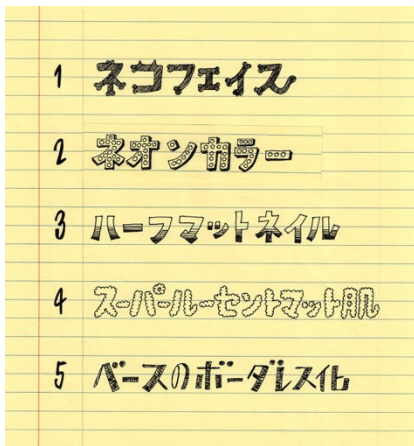 1 ネコフェイス
2 ネオンカラー
3 ハーフマットネイル
4 スーパールーセントマット肌
5 ベースのボーダレス化